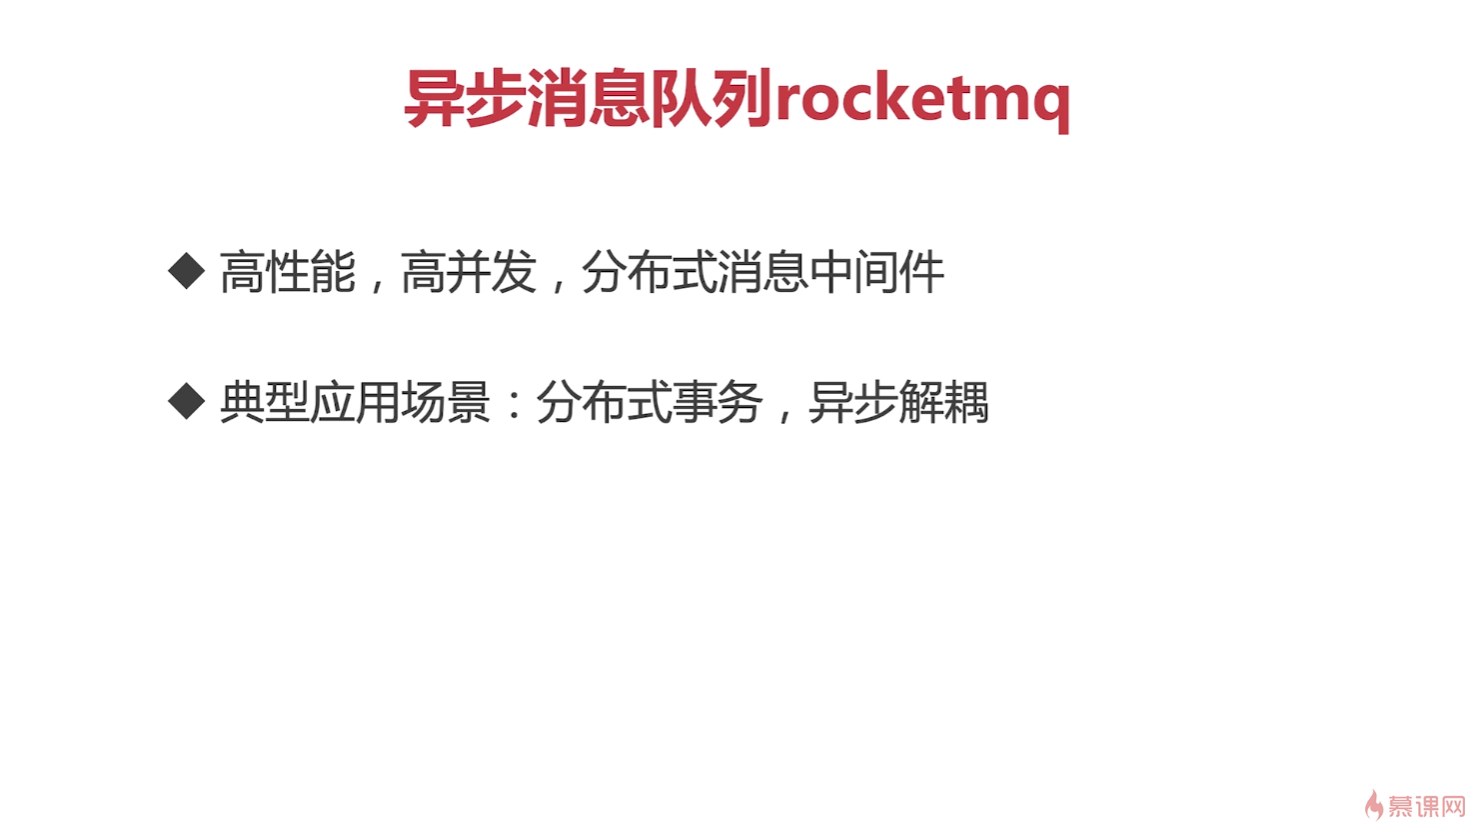 异步消息队列rocketmq
◆ 高性能，高并发，分布式消息中间件
◆ 典型应用场景：分布式事务，异步解耦
慕课网